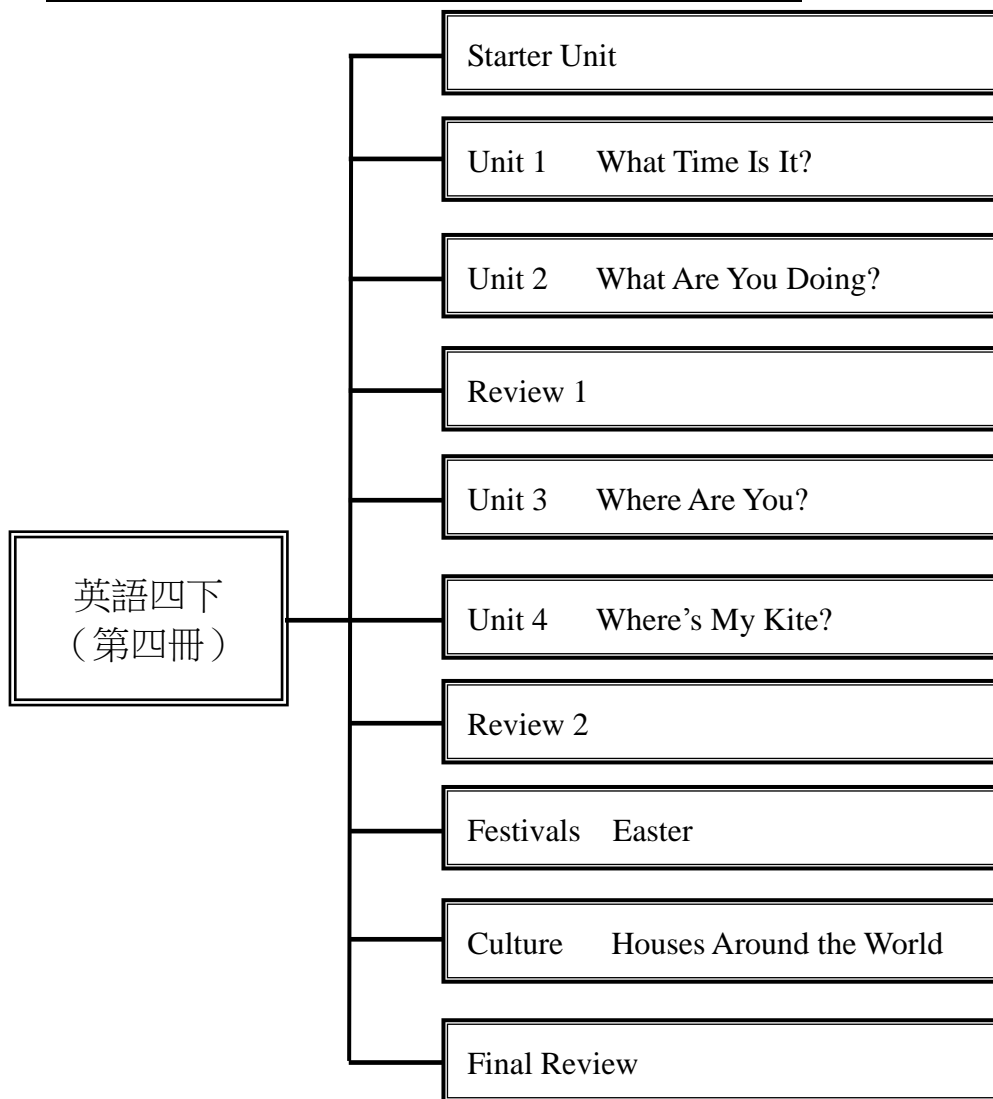 Starter Unit
Unit 1 What Time Is It?
Unit 2 What Are You Doing?
Review 1
Unit 3 Where Are You?
英語四下
（第四冊）
Unit 4 Where’s My Kite?
Review 2
Festivals Easter
Culture Houses Around the World
Final Review